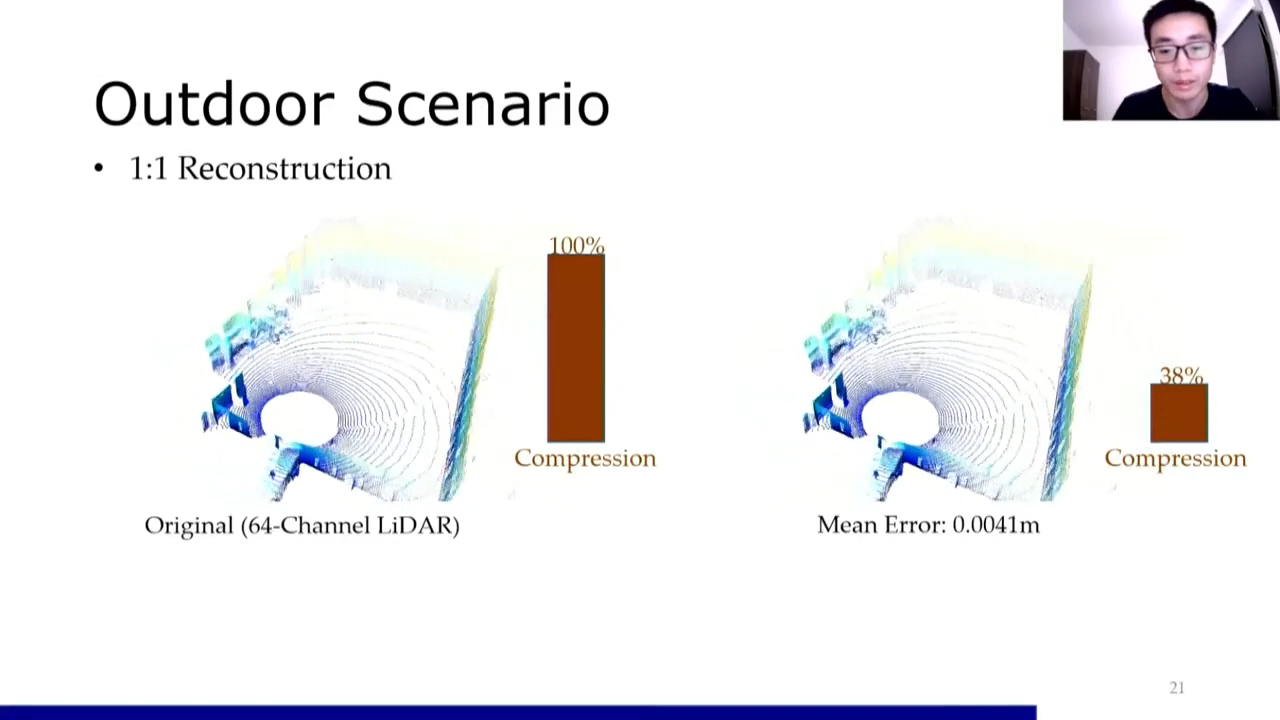 Outdoor Scenario
• 1:1 Reconstruction
100%
38%
Compression
Compression
Original (64-Channel LiDAR)
Mean Error: 0.0041m
21